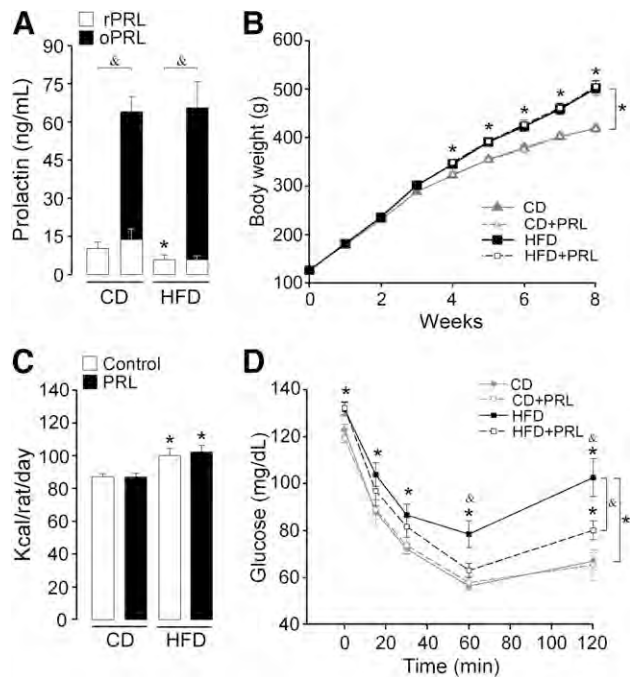 A
rPRL
oPRL
90
75
60
45
30
15
0
Prolactin (ng/mL)
&
&
*
CD
HFD
B
600
500
400
300
200
100
Body weight (g)
*
*
*
*
*
*
CD
CD+PRL
HFD
HFD+PRL
0
2
4
6
8
Weeks
C
Control
PRL
140
120
100
80
60
40
20
0
Kcal/rat/day
*
*
CD
HFD
D
140
120
100
80
60
40
Glucose (mg/dL)
CD
CD+PRL
HFD
HFD+PRL
*
*
*
&
*
&
*
*
&
*
0
20
40
60
80
100
120
Time (min)